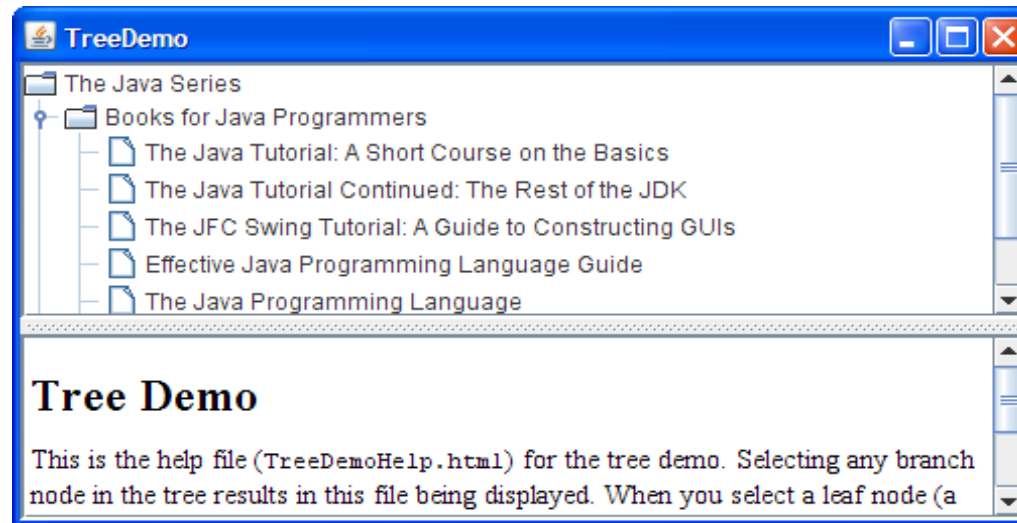 TreeDemo
The Java Series
Books for Java Programmers
The Java Tutorial: A Short Course on the Basics
The Java Tutorial Continued: The Rest of the JDK
The JFC Swing Tutorial: A Guide to Constructing GUIs
Effective Java Programming Language Guide
The Java Programming Language
Tree Demo
This is the help file (TreeDemoHelp.html) for the tree demo. Selecting any branch
node in the tree results in this file being displayed. When you select a leaf node (a